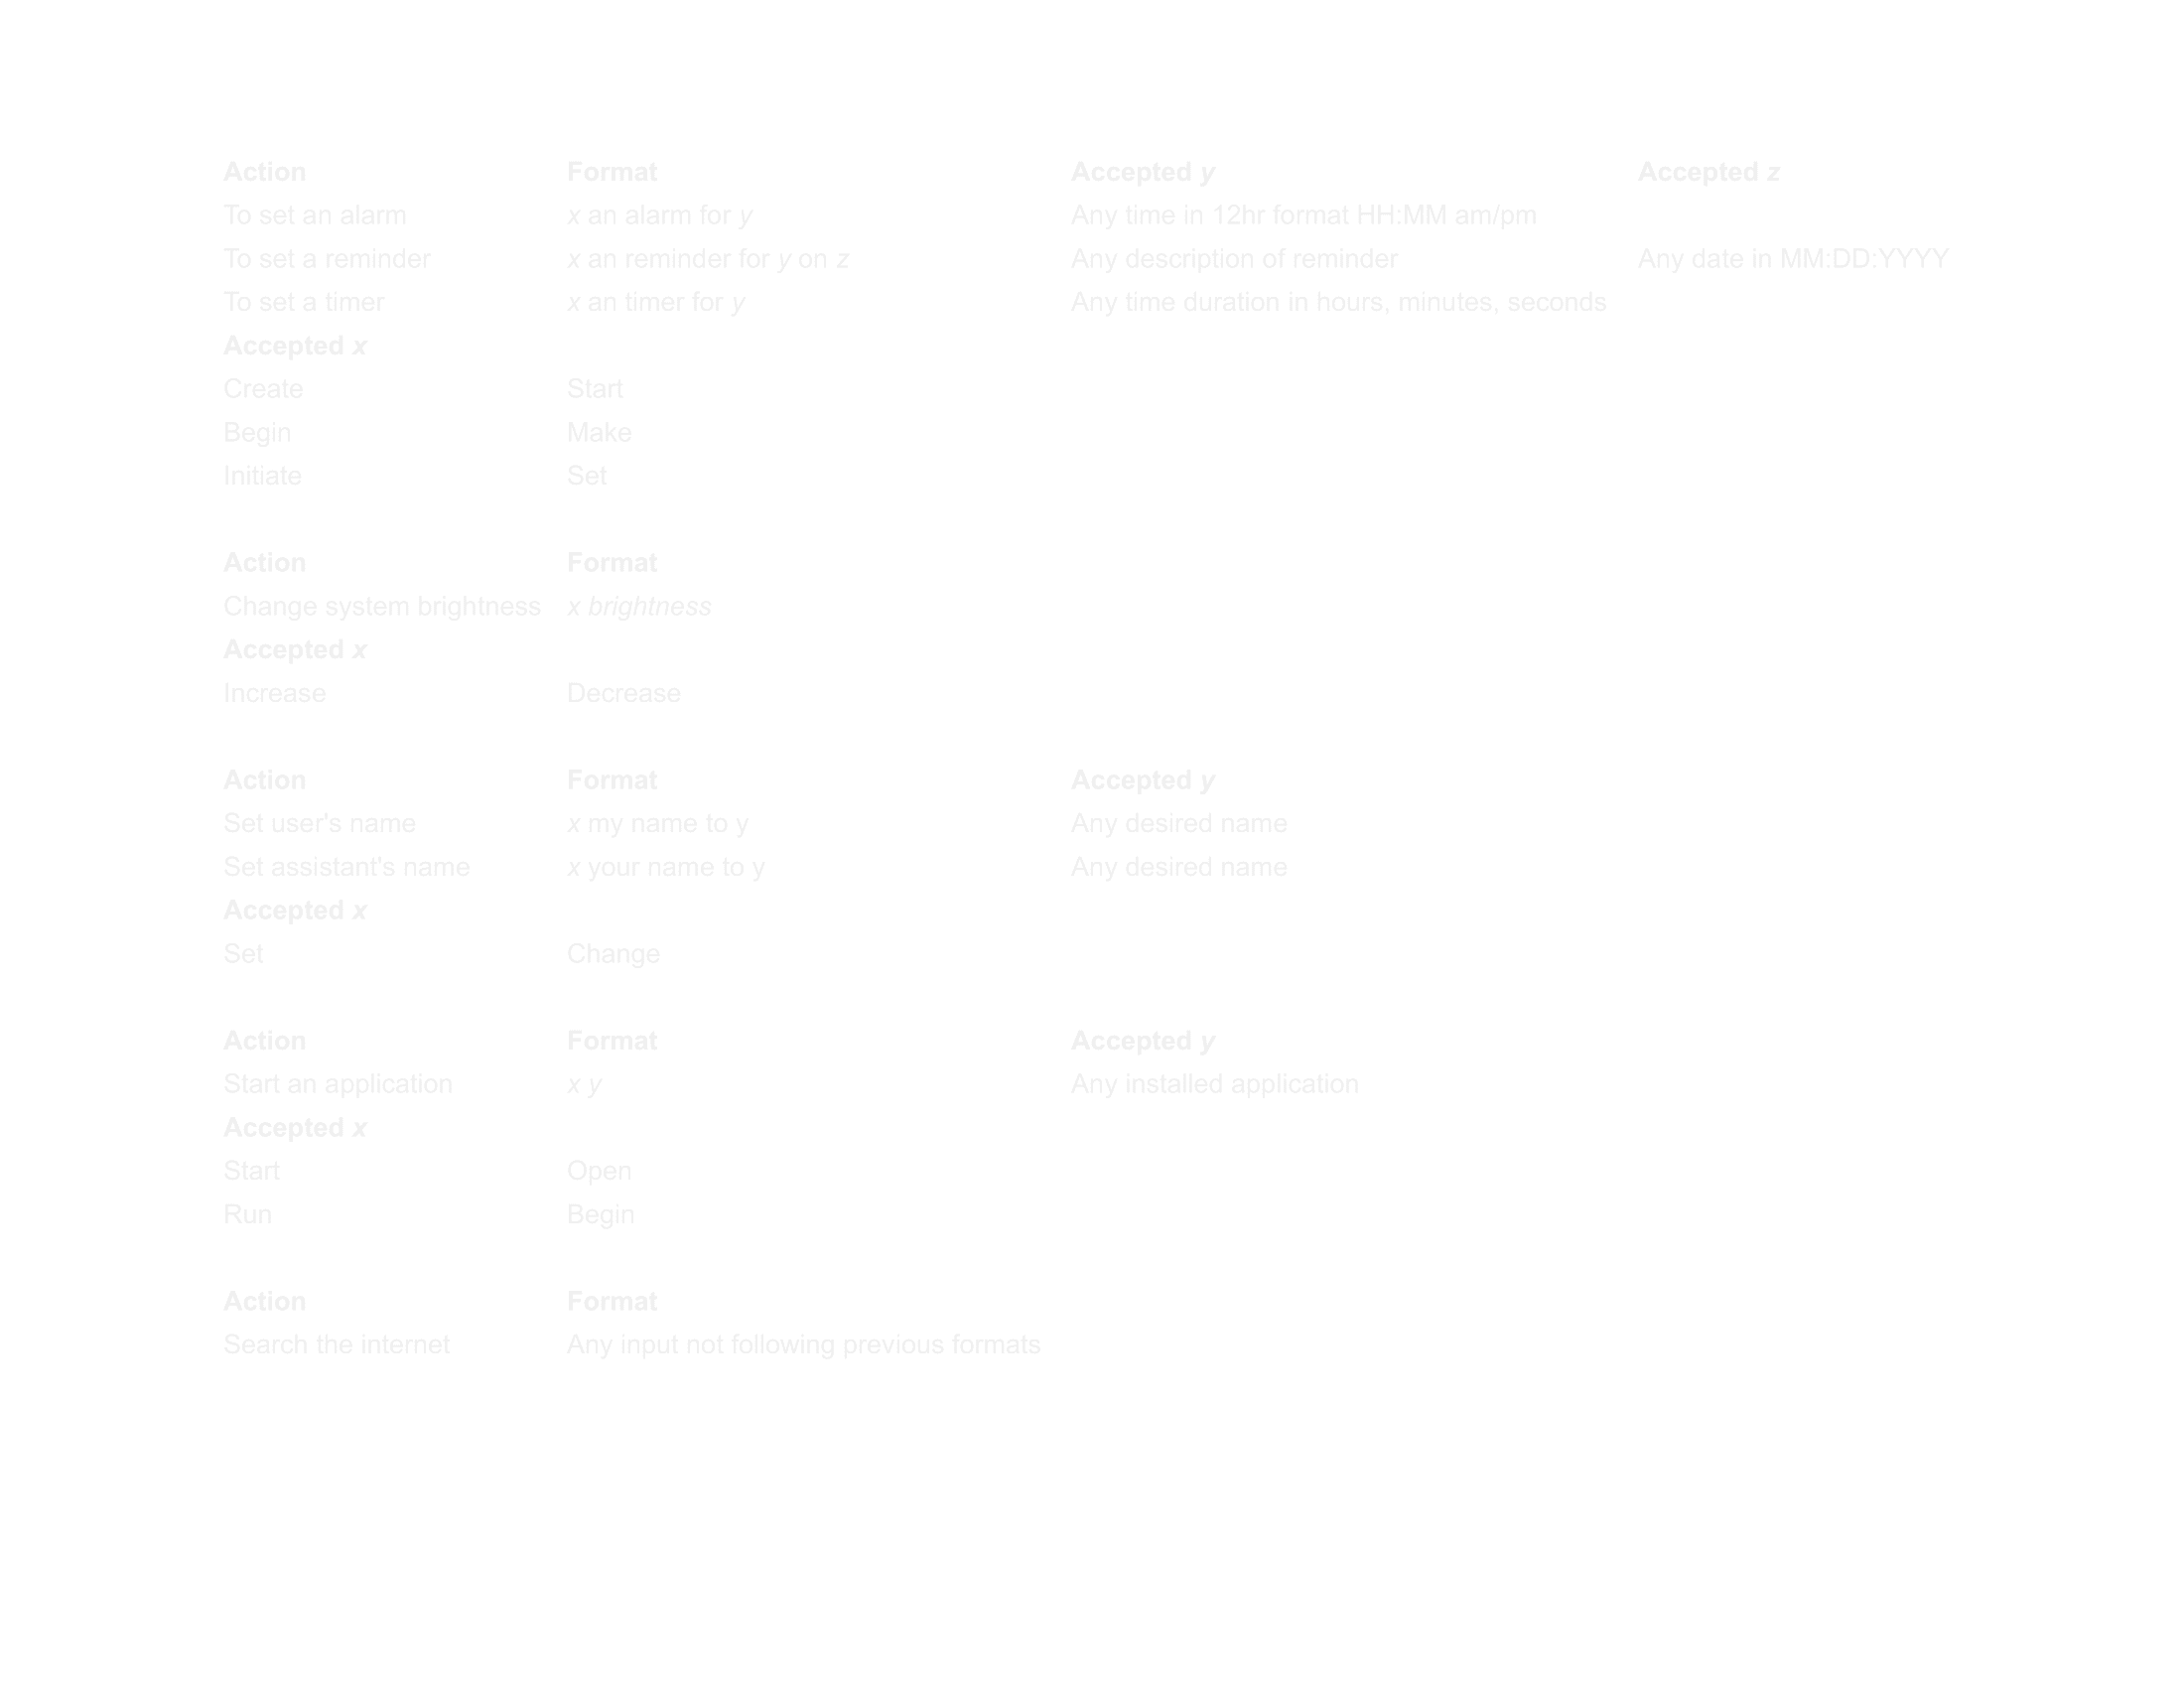 Action Format Accepted y Accepted z
To set an alarm x an alarm for y Any time in 12hr format HH:MM am/pm
To set a reminder x an reminder for y on z Any description of reminder Any date in MM:DD:YYYY
To set a timer x an timer for y Any time duration in hours, minutes, seconds
Accepted x
Create Start
Begin Make
Initiate Set
Action Format
Change system brightness x brightness
Accepted x
Increase Decrease
Action Format Accepted y
Set user's name x my name to y Any desired name
Set assistant's name x your name to y Any desired name
Accepted x
Set Change
Action Format Accepted y
Start an application x y Any installed application
Accepted x
Start Open
Run Begin
Action Format
Search the internet Any input not following previous formats